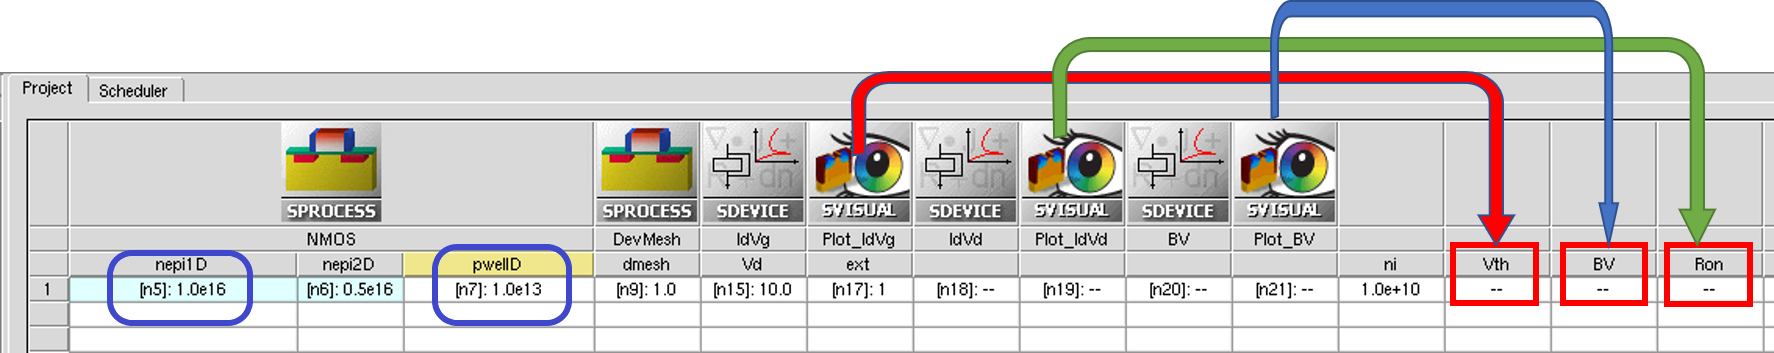 Project Scheduler
SPROCESS SPROCESS SDEVICE SVISUAL SDEVICE SVISUAL SDEVICE SVISUAL
NMOS DevMesh IdVg Plot_IdVg IdVd Plot_IdVd BV Plot_BV
nepi1D nepi2D pwellD dmesh Vd ext ni Vth BV Ron
1 [n5]: 1.0e16 [n6]: 0.5e16 [n7]: 1.0e13 [n9]: 1.0 [n15]: 10.0 [n17]: 1 [n18]: -- [n19]: -- [n20]: -- [n21]: -- 1.0e+10 -- -- --